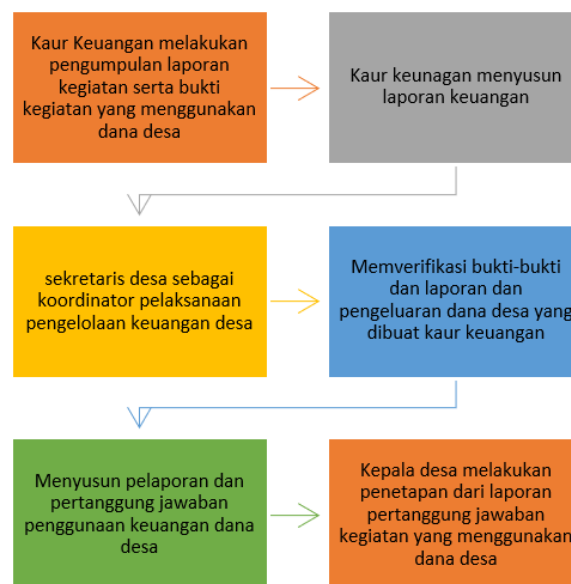 Kaur Keuangan melakukan
pengumpulan laporan
kegiatan serta bukti
kegiatan yang menggunakan
dana desa
Kaur keunagan menyusun
laporan keuangan
sekretaris desa sebagai
koordinator pelaksanaan
pengelolaan keuangan desa
Memverifikasi bukti-bukti
dan laporan dan
pengeluaran dana desa yang
dibuat kaur keuangan
Menyusun pelaporan dan
pertanggung jawaban
penggunaan keuangan dana
desa
Kepala desa melakukan
penetapan dari laporan
pertanggung jawaban
kegiatan yang menggunakan
dana desa